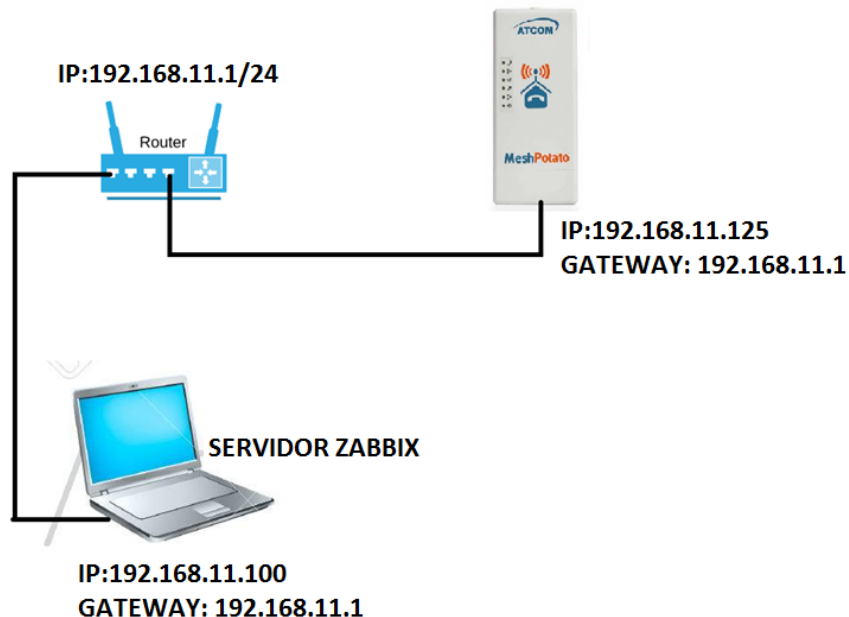 ATCOM
IP:192.168.11.1/24
Router
MeshPotato
IP:192.168.11.125
GATEWAY: 192.168.11.1
SERVIDOR ZABBIX
IP:192.168.11.100
GATEWAY: 192.168.11.1